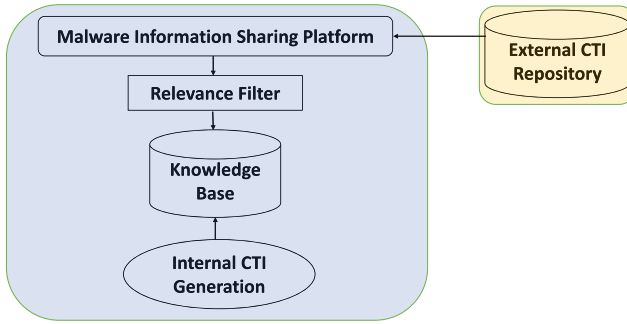 Malware Information Sharing Platform
External CTI
Repository
Relevance Filter
Knowledge
Base
Internal CTI
Generation